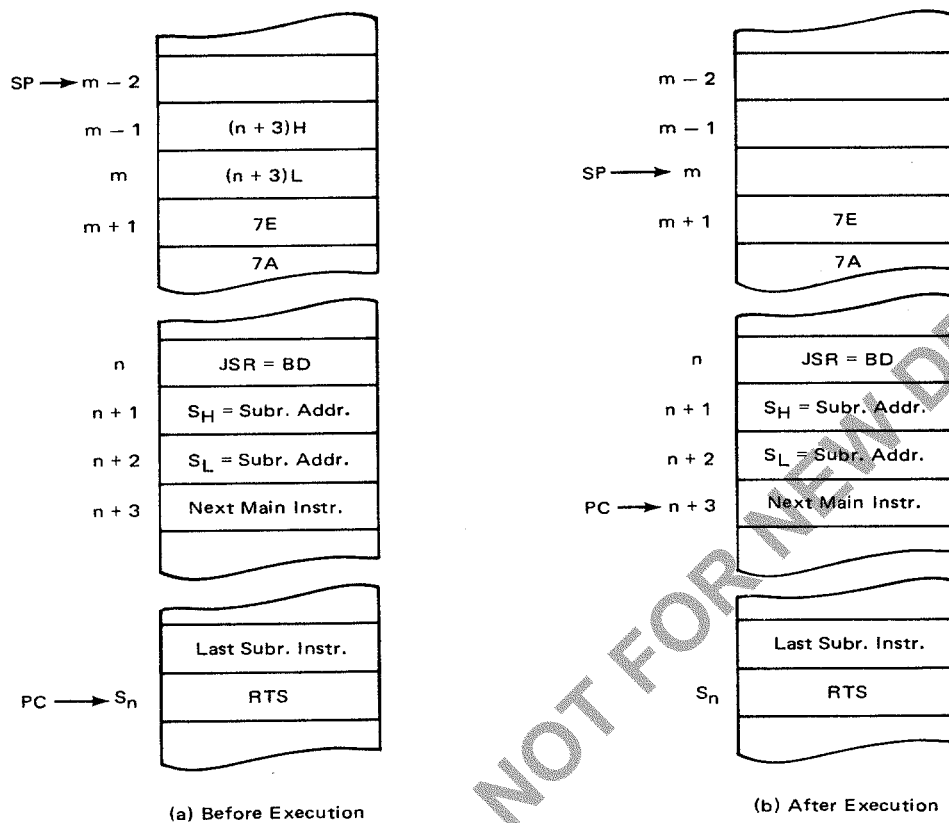 SP → m − 2
m − 1 (n + 3)H
m (n + 3)L
m + 1 7E
7A
n JSR = BD
n + 1 SH = Subr. Addr.
n + 2 SL = Subr. Addr.
n + 3 Next Main Instr.
Last Subr. Instr.
PC → Sn RTS
(a) Before Execution
m − 2
m − 1
SP → m
m + 1 7E
7A
n JSR = BD
n + 1 SH = Subr. Addr.
n + 2 SL = Subr. Addr.
PC → n + 3 Next Main Instr.
Last Subr. Instr.
Sn RTS
(b) After Execution
NOT FOR NEW